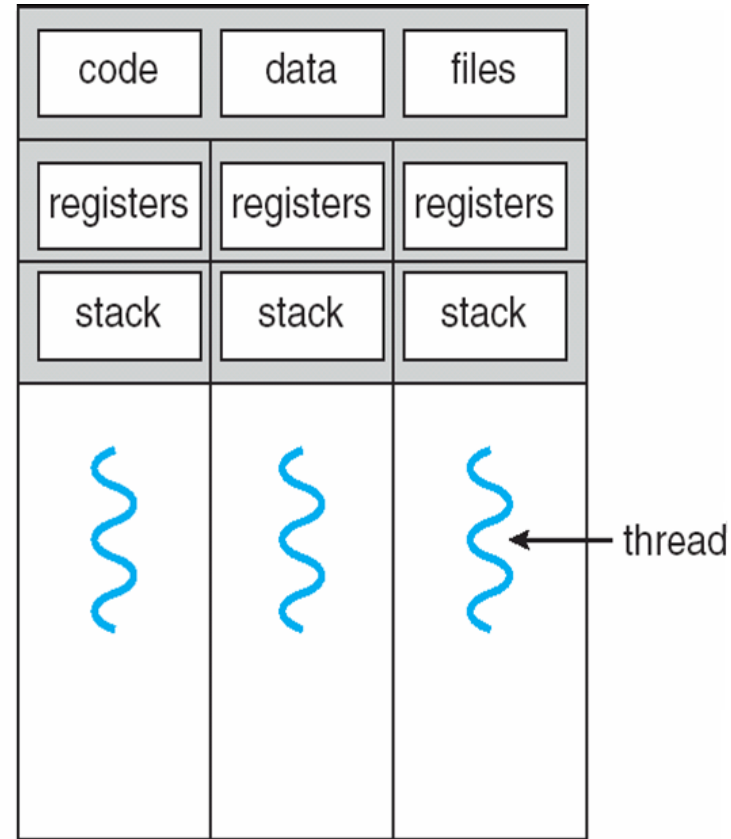 code data files
registers registers registers
stack stack stack
thread